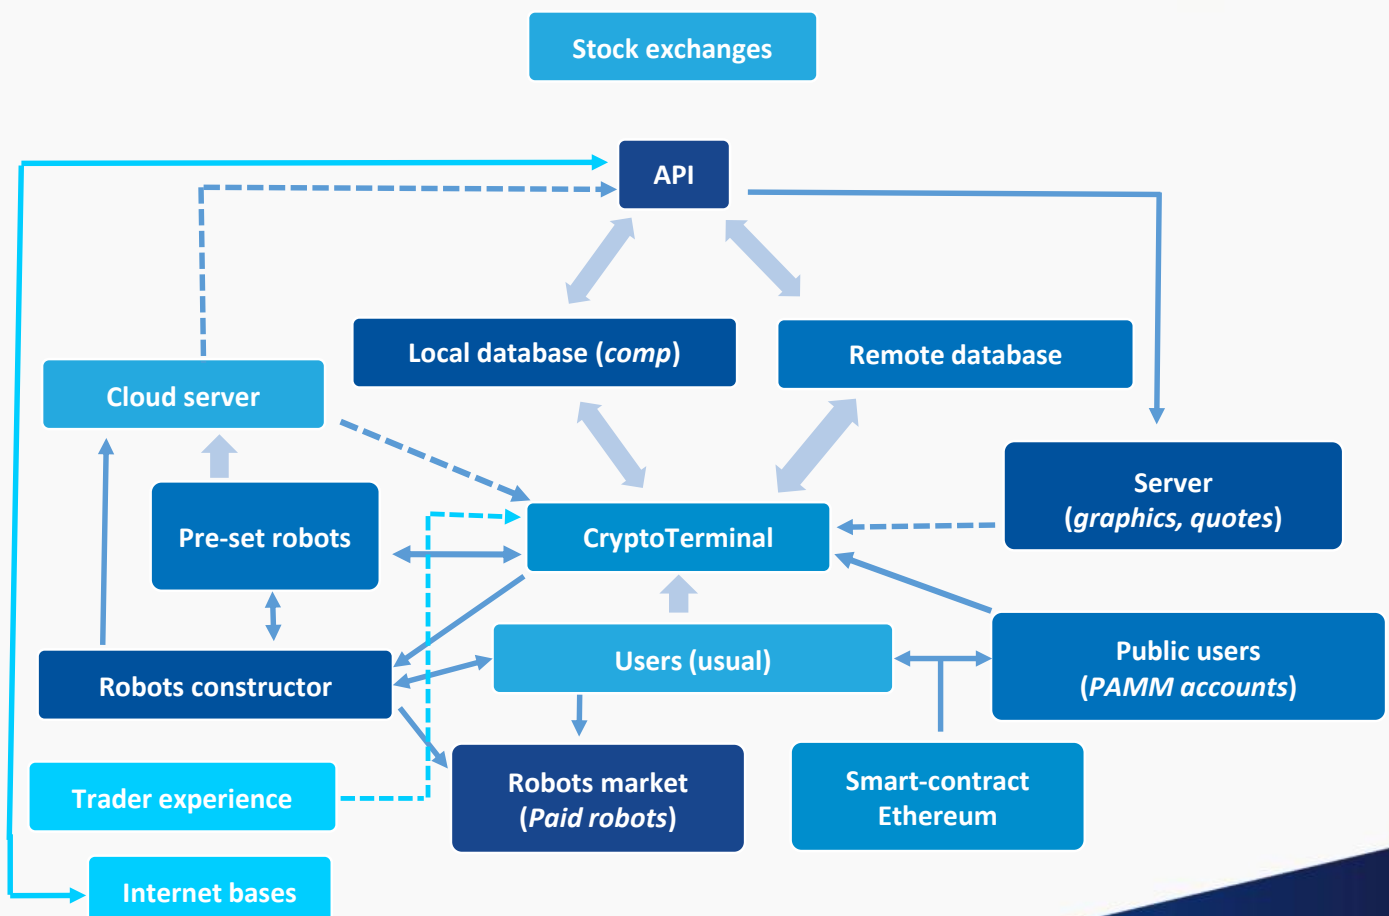 Stock exchanges
API
Local database (comp)
Remote database
Cloud server
Server
(graphics, quotes)
Pre-set robots
CryptoTerminal
Public users
(PAMM accounts)
Users (usual)
Robots constructor
Robots market
(Paid robots)
Smart-contract
Ethereum
Trader experience
Internet bases